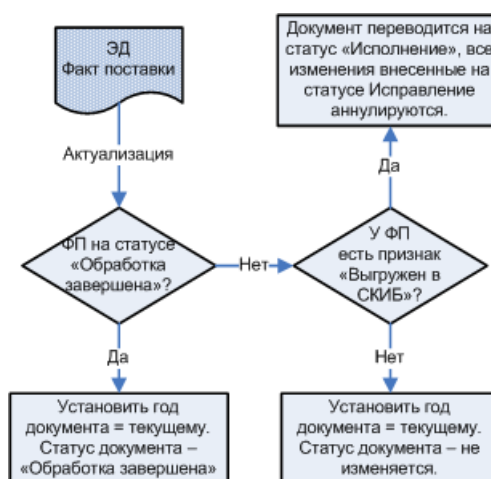 ЭД
Факт поставки
Документ переводится на
статус «Исполнение», все
изменения внесенные на
статусе Исправление
аннулируются.
Актуализация
Да
ФП на статусе
«Обработка
завершена»?
Нет
У ФП
есть признак
«Выгружен в
СКИБ»?
Да
Нет
Установить год
документа = текущему.
Статус документа –
«Обработка завершена»
Установить год
документа = текущему.
Статус документа – не
изменяется.